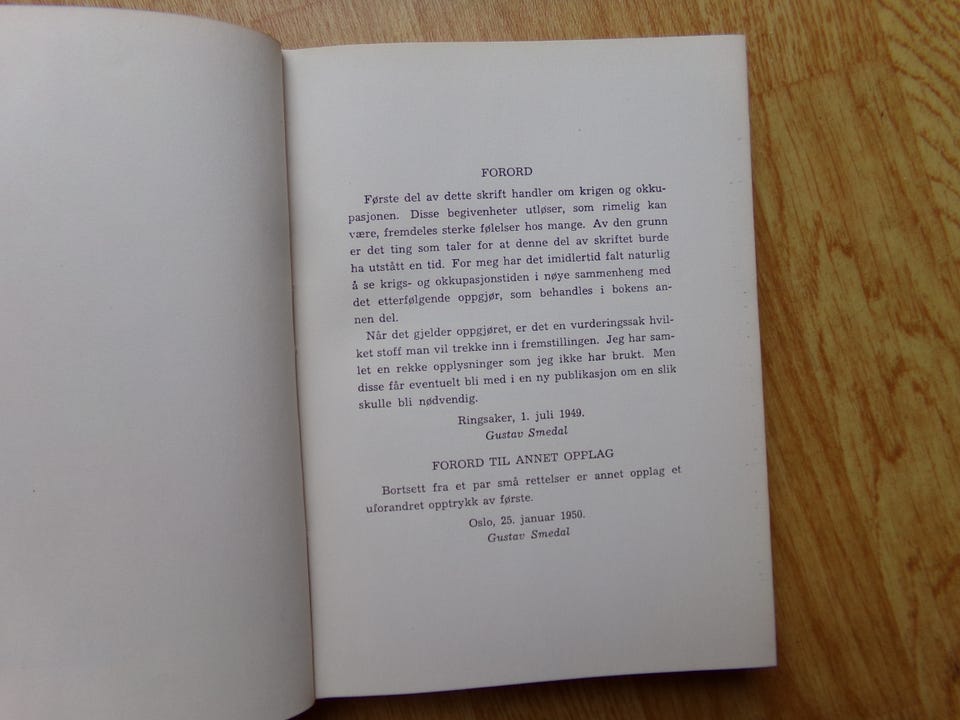 FORORD
Første del av dette skrift handler om krigen og okku-
pasjonen. Disse begivenheter utløser, som rimelig kan
være, fremdeles sterke følelser hos mange. Av den grunn
er det ting som taler for at denne del av skriftet burde
ha utstått en tid. For meg har det imidlertid falt naturlig
å se krigs- og okkupasjonstiden i nøye sammenheng med
det etterfølgende oppgjør, som behandles i bokens an-
nen del.
Når det gjelder oppgjøret, er det en vurderingssak hvil-
ket stoff man vil trekke inn i fremstillingen. Jeg har sam-
let en rekke opplysninger som jeg ikke har brukt. Men
disse får eventuelt bli med i en ny publikasjon om en slik
skulle bli nødvendig.
Ringsaker, 1. juli 1949.
Gustav Smedal
FORORD TIL ANNET OPPLAG
Bortsett fra et par små rettelser er annet opplag et
uforandret opptrykk av første.
Oslo, 25. januar 1950.
Gustav Smedal